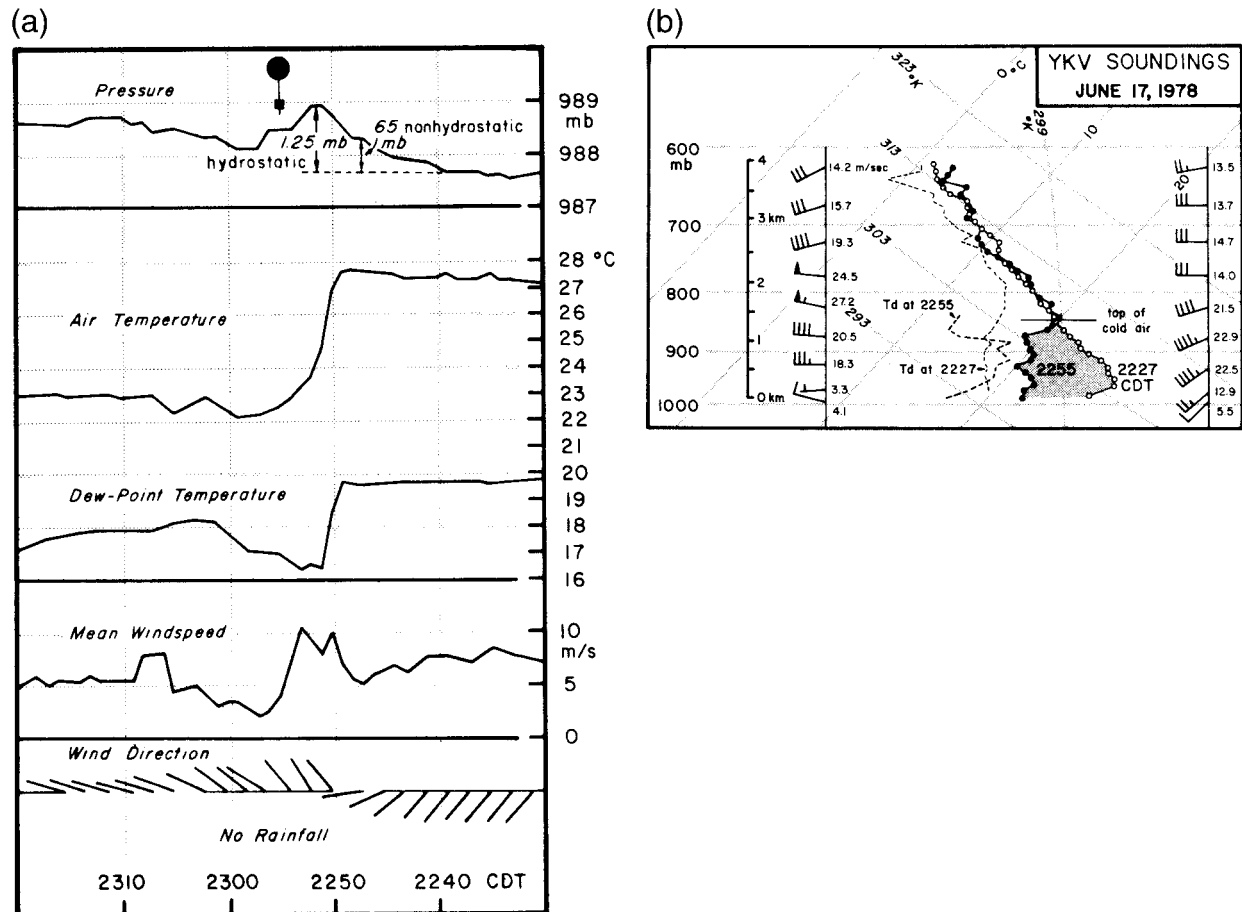 (a)
Pressure
989
mb
988
987
1.25 mb
hydrostatic
.65 nonhydrostatic
mb
28 °C
27
26
25
24
23
22
21
20
19
18
17
16
Air Temperature
Dew-Point Temperature
Mean Windspeed
10
m/s
5
0
Wind Direction
No Rainfall
2310 2300 2250 2240 CDT
(b)
YKV SOUNDINGS
JUNE 17, 1978
323
°K
0°C
299
°K
10
20
313
303
293
600
mb
700
800
900
1000
4
3 km
2
1
0 km
14.2 m/sec
15.7
19.3
24.5
27.2
20.5
18.3
3.3
4.1
Td at 2255
Td at 2227
top of
cold air
2255
2227
CDT
13.5
13.7
14.7
14.0
21.5
22.9
22.5
12.9
5.5